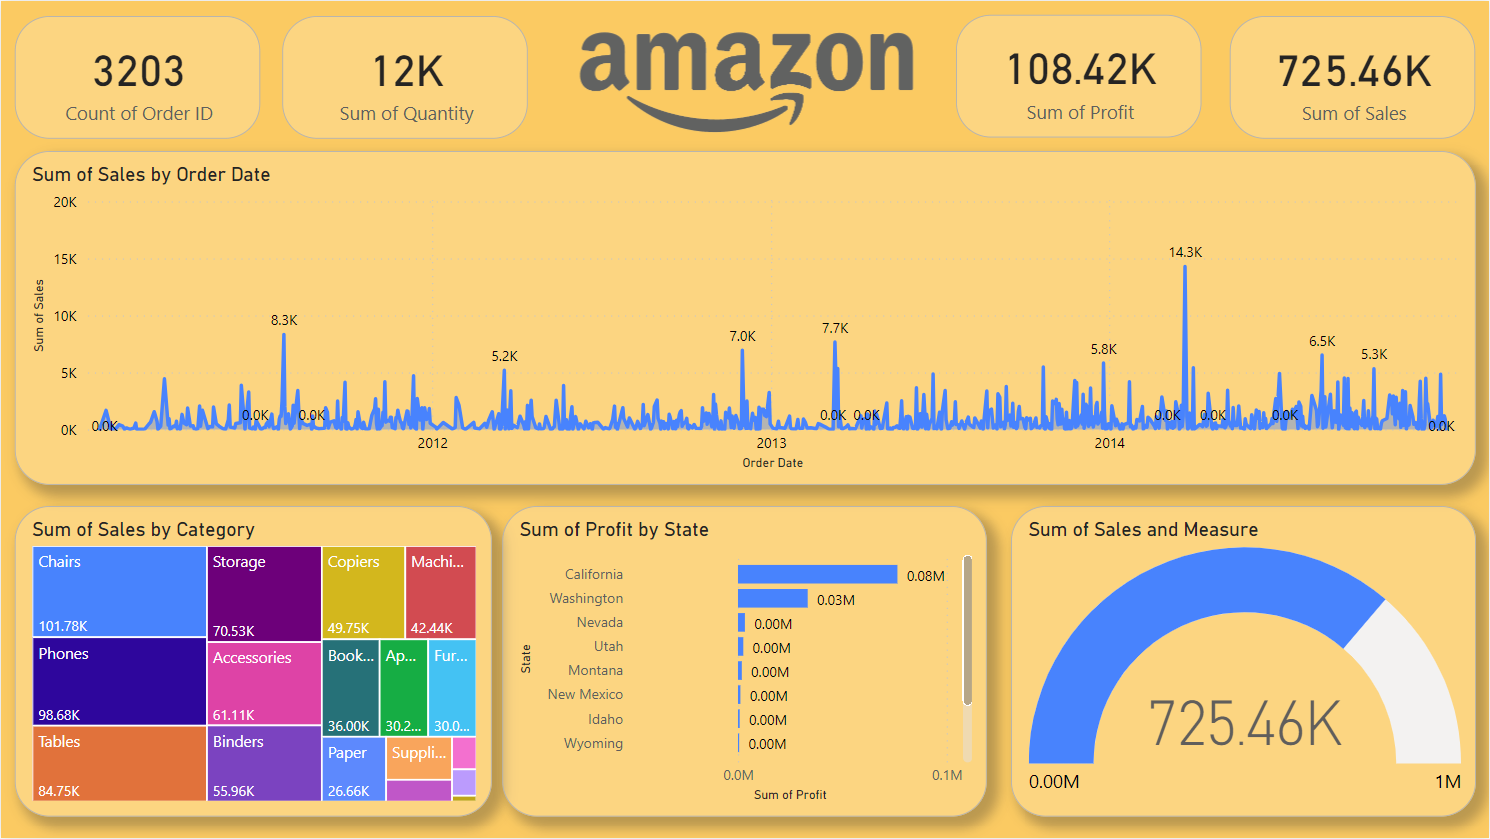 3203
Count of Order ID
12K
Sum of Quantity
amazon
108.42K
Sum of Profit
725.46K
Sum of Sales
Sum of Sales by Order Date
Sum of Sales
20K
15K
10K
5K
0K
0.0K
0.0K
8.3K
0.0K
5.2K
7.0K
7.7K
0.0K
0.0K
5.8K
0.0K
14.3K
0.0K
0.0K
6.5K
5.3K
0.0K
2012
2013
2014
Order Date
Sum of Sales by Category
Chairs
101.78K
Phones
98.68K
Tables
84.75K
Storage
70.53K
Accessories
61.11K
Binders
55.96K
Copiers
49.75K
Machi...
42.44K
Book...
36.00K
Ap...
30.2...
Fur...
30.0...
Paper
26.66K
Suppli...
Sum of Profit by State
State
California 0.08M
Washington 0.03M
Nevada 0.00M
Utah 0.00M
Montana 0.00M
New Mexico 0.00M
Idaho 0.00M
Wyoming 0.00M
0.0M 0.1M
Sum of Profit
Sum of Sales and Measure
725.46K
0.00M 1M